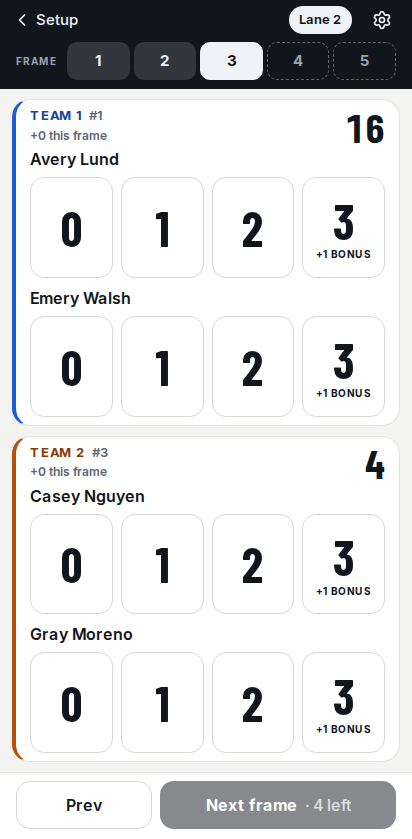 Setup
Lane 2
FRAME 1 2 3 4 5
TEAM 1 #1
16
+0 this frame
Avery Lund
0 1 2 3
+1 BONUS
Emery Walsh
0 1 2 3
+1 BONUS
TEAM 2 #3
4
+0 this frame
Casey Nguyen
0 1 2 3
+1 BONUS
Gray Moreno
0 1 2 3
+1 BONUS
Prev
Next frame · 4 left